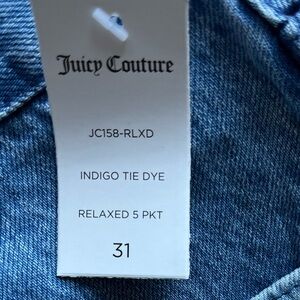 Juicy Couture
JC158-RLXD
INDIGO TIE DYE
RELAXED 5 PKT
31